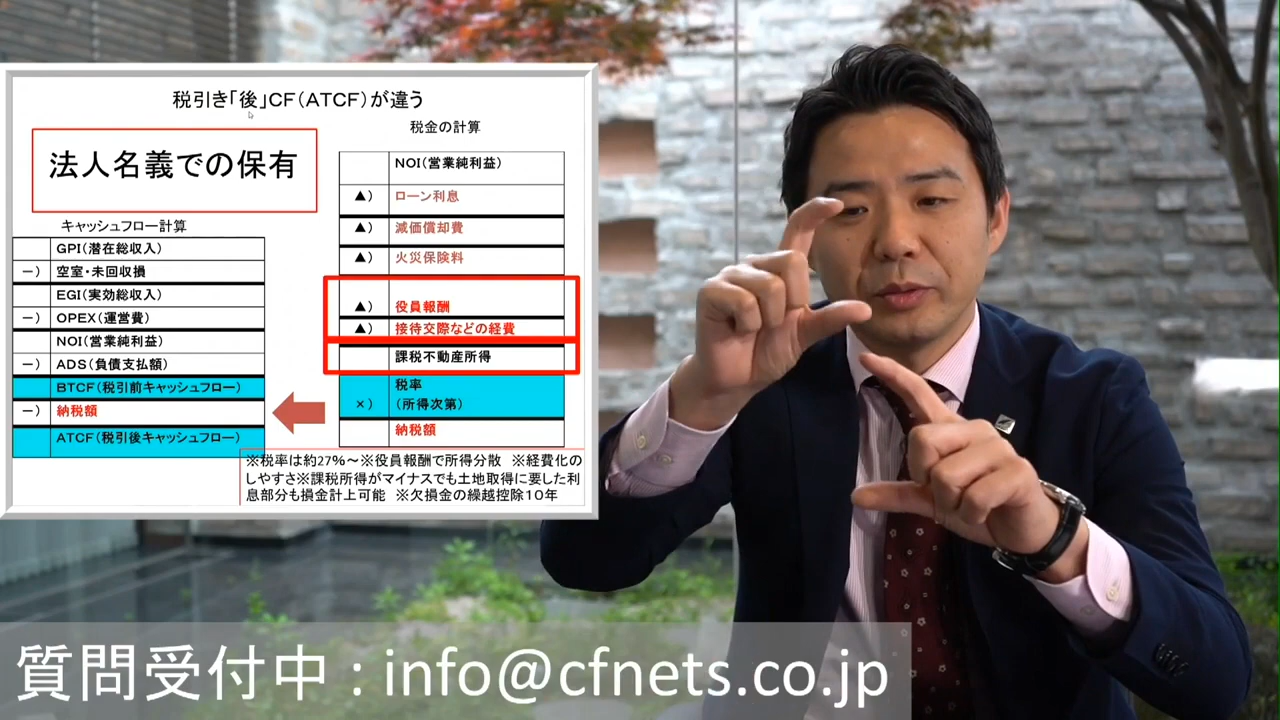 税引き「後」CF(ATCF)が違う
法人名義での保有
キャッシュフロー計算
GPI(潜在総収入)
－) 空室・未回収損
EGI(実効総収入)
－) OPEX(運営費)
NOI(営業純利益)
－) ADS(負債支払額)
BTCF(税引前キャッシュフロー)
－) 納税額
ATCF(税引後キャッシュフロー)
税金の計算
NOI(営業純利益)
▲) ローン利息
▲) 減価償却費
▲) 火災保険料
▲) 役員報酬
▲) 接待交際などの経費
課税不動産所得
税率
×) (所得次第)
納税額
※税率は約27%～※役員報酬で所得分散 ※経費化の
しやすさ※課税所得がマイナスでも土地取得に要した利
息部分も損金計上可能 ※欠損金の繰越控除10年
質問受付中：info@cfnets.co.jp